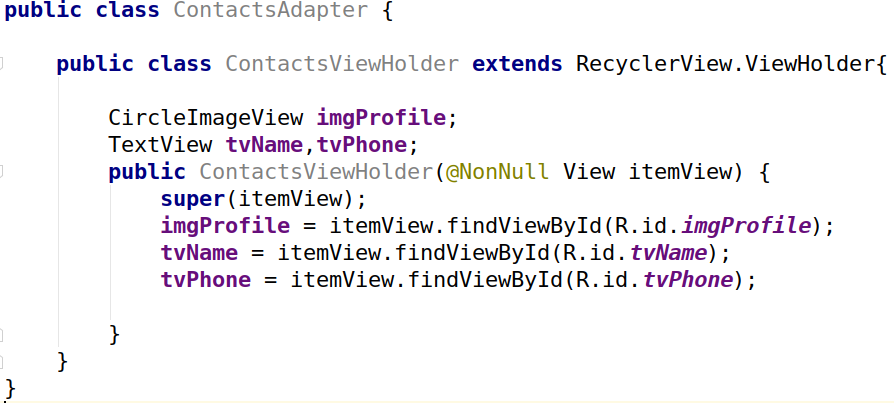 public class ContactsAdapter {
public class ContactsViewHolder extends RecyclerView.ViewHolder{
CircleImageView imgProfile;
TextView tvName,tvPhone;
public ContactsViewHolder(@NonNull View itemView) {
super(itemView);
imgProfile = itemView.findViewById(R.id.imgProfile);
tvName = itemView.findViewById(R.id.tvName);
tvPhone = itemView.findViewById(R.id.tvPhone);
}
}
}